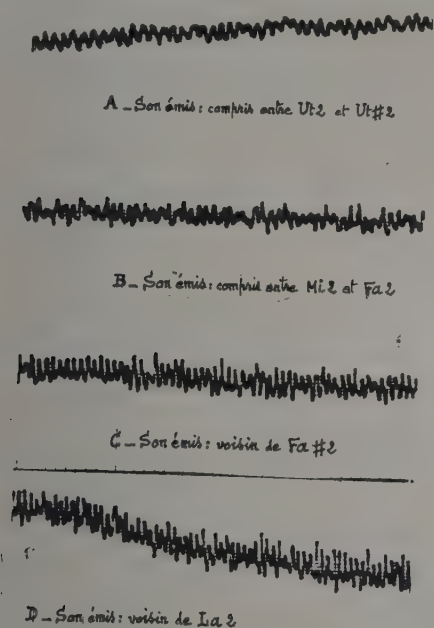 A _ Son émis : compris entre Ut2 et Ut#2
B _ Son émis : compris entre Mi2 et Fa2
C _ Son émis : voisin de Fa#2
D _ Son émis : voisin de La2